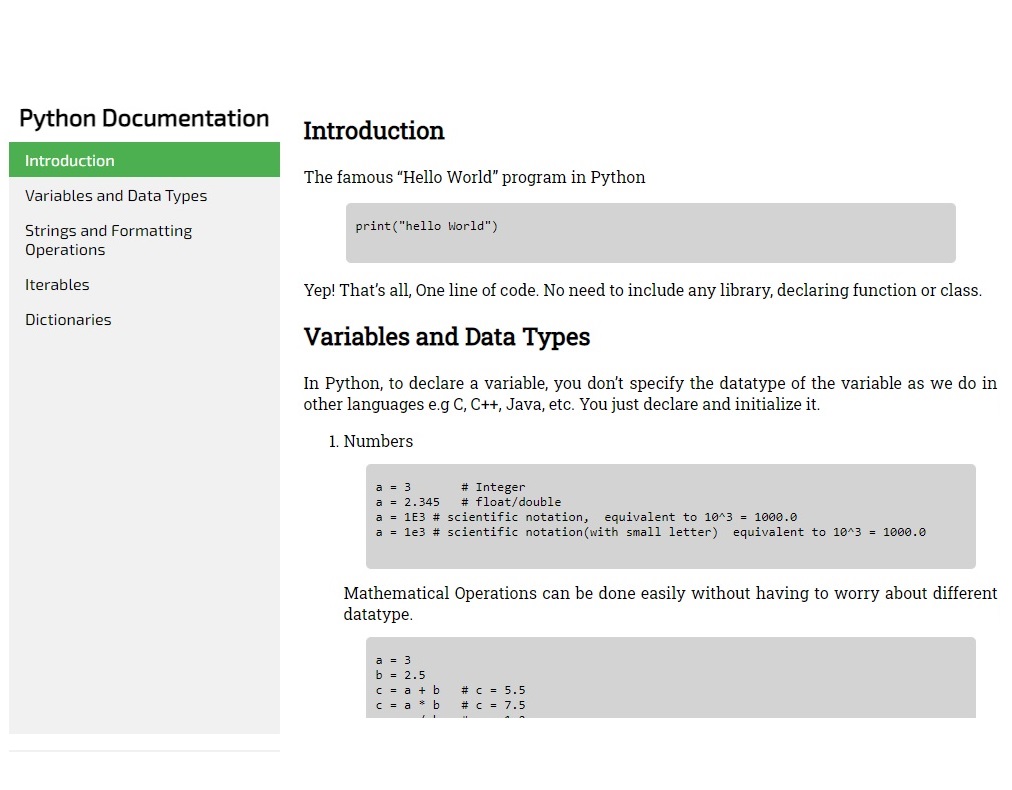 Python Documentation
Introduction
Variables and Data Types
Strings and Formatting
Operations
Iterables
Dictionaries
Introduction
The famous “Hello World” program in Python
print("hello World")
Yep! That’s all, One line of code. No need to include any library, declaring function or class.
Variables and Data Types
In Python, to declare a variable, you don’t specify the datatype of the variable as we do in
other languages e.g C, C++, Java, etc. You just declare and initialize it.
1. Numbers
a = 3       # Integer
a = 2.345   # float/double
a = 1E3 # scientific notation,  equivalent to 10^3 = 1000.0
a = 1e3 # scientific notation(with small letter)  equivalent to 10^3 = 1000.0
Mathematical Operations can be done easily without having to worry about different
datatype.
a = 3
b = 2.5
c = a + b   # c = 5.5
c = a * b   # c = 7.5